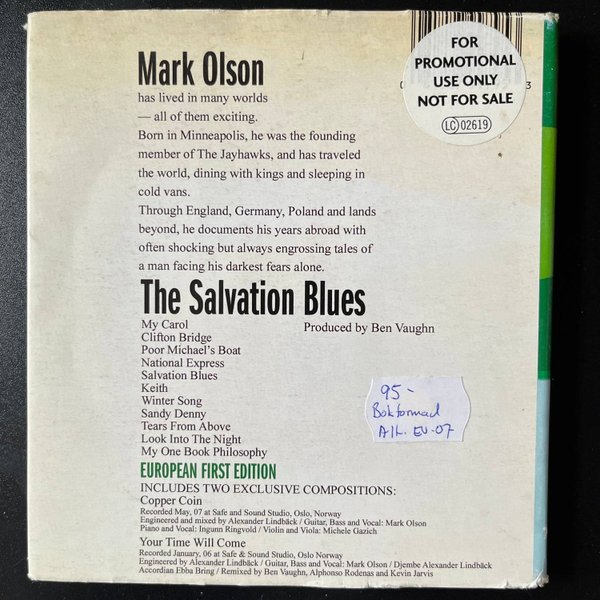 Mark Olson
has lived in many worlds
— all of them exciting.
Born in Minneapolis, he was the founding
member of The Jayhawks, and has traveled
the world, dining with kings and sleeping in
cold vans.
Through England, Germany, Poland and lands
beyond, he documents his years abroad with
often shocking but always engrossing tales of
a man facing his darkest fears alone.
FOR
PROMOTIONAL
USE ONLY
NOT FOR SALE
LC 02619
The Salvation Blues
Produced by Ben Vaughn
My Carol
Clifton Bridge
Poor Michael's Boat
National Express
Salvation Blues
Keith
Winter Song
Sandy Denny
Tears From Above
Look Into The Night
My One Book Philosophy
95-
Bokformad
Alt. EU-07
EUROPEAN FIRST EDITION
INCLUDES TWO EXCLUSIVE COMPOSITIONS:
Copper Coin
Recorded May, 07 at Safe and Sound Studio, Oslo, Norway
Engineered and mixed by Alexander Lindbäck / Guitar, Bass and Vocal: Mark Olson
Piano and Vocal: Ingunn Ringvold / Violin and Viola: Michele Gazich
Your Time Will Come
Recorded January, 06 at Safe & Sound Studio, Oslo Norway
Engineered by Alexander Lindbäck / Guitar, Bass and Vocal: Mark Olson / Djembe Alexander Lindbäck
Accordian Ebba Bring / Remixed by Ben Vaughn, Alphonso Rodenas and Kevin Jarvis